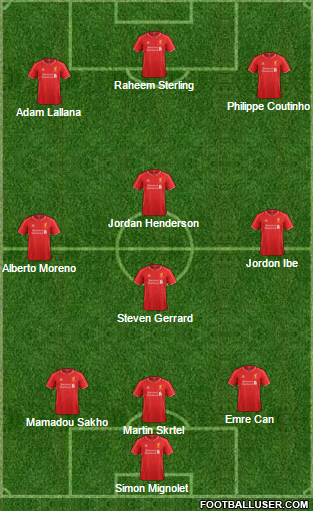 Raheem Sterling
Philippe Coutinho
Adam Lallana
Jordan Henderson
Jordon Ibe
Alberto Moreno
Steven Gerrard
Emre Can
Mamadou Sakho
Martin Skrtel
Simon Mignolet
FOOTBALLUSER.COM